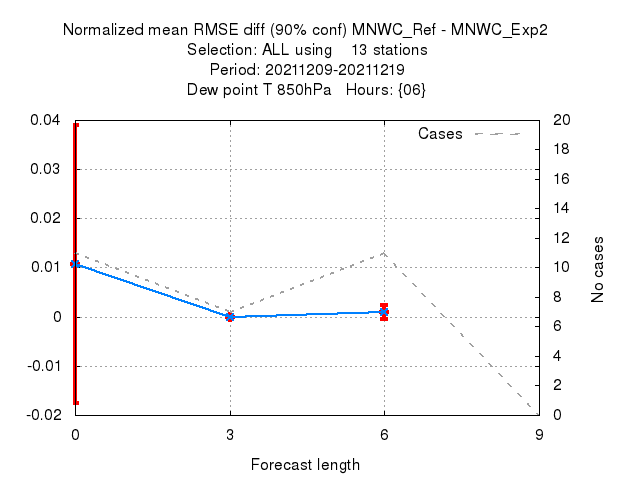 Normalized mean RMSE diff (90% conf) MNWC_Ref - MNWC_Exp2
Selection: ALL using    13 stations
Period: 20211209-20211219
Dew point T 850hPa   Hours: {06}
Cases
0.04
0.03
0.02
0.01
0
-0.01
-0.02
20
18
16
14
12
10
8
6
4
2
0
No cases
0 3 6 9
Forecast length